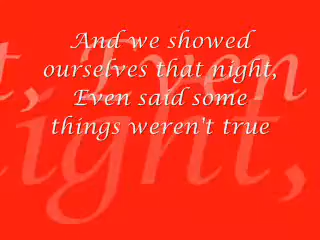 And we showed
ourselves that night,
Even said some
things weren't true